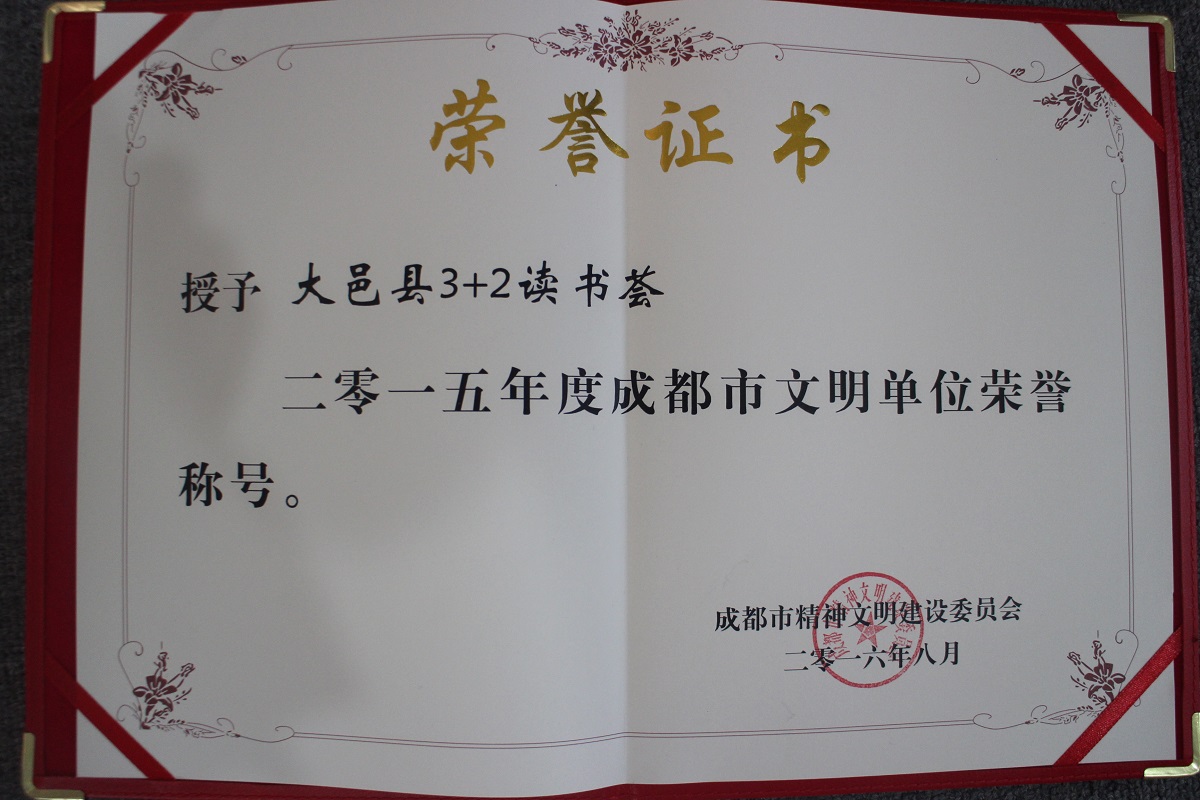 荣誉证书
授予 大邑县3+2读书荟
二零一五年度成都市文明单位荣誉
称号。
成都市精神文明建设委员会
二零一六年八月